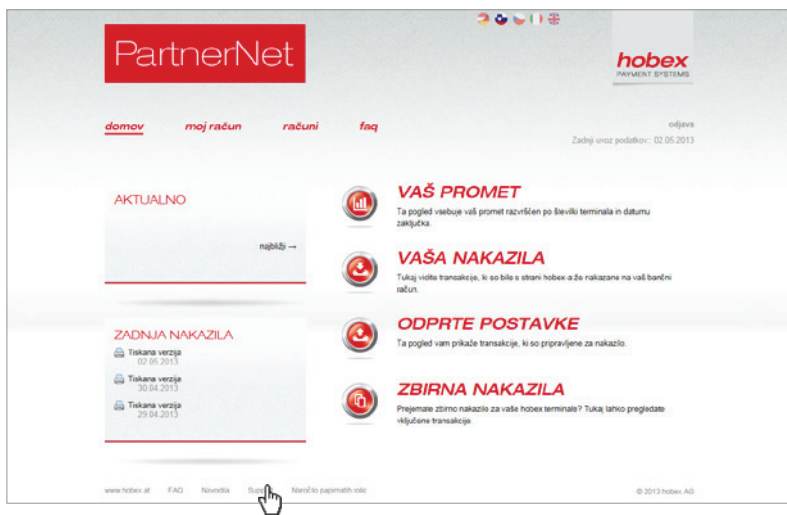 PartnerNet
hobex
PAYMENT SYSTEMS
domov moj račun računi faq
odjava
Zadnji uvoz podatkov:: 02.05.2013
AKTUALNO
najbližji →
VAŠ PROMET
Ta pogled vsebuje vaš promet razvrščen po številki terminala in datumu
zaključka.
VAŠA NAKAZILA
Tukaj vidite transakcije, ki so bile s strani hobex-a že nakazane na vaš bančni
račun.
ZADNJA NAKAZILA
Tiskana verzija
02.05.2013
Tiskana verzija
30.04.2013
Tiskana verzija
29.04.2013
ODPRTE POSTAVKE
Ta pogled vam prikaže transakcije, ki so pripravljene za nakazilo.
ZBIRNA NAKAZILA
Prejemate zbirno nakazilo za vaše hobex terminale? Tukaj lahko pregledate
vključene transakcije
www.hobex.at FAQ Navodila Naročilo papirnatih rolic
© 2013 hobex AG